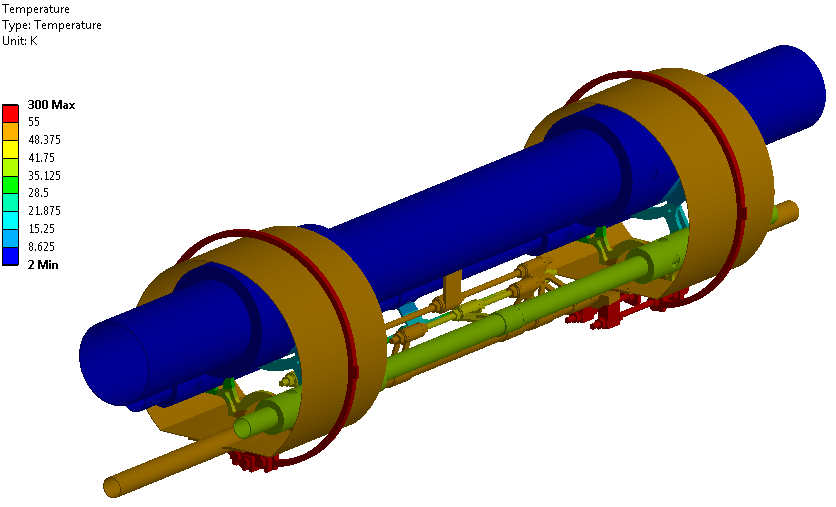 Temperature
Type: Temperature
Unit: K
300 Max
55
48.375
41.75
35.125
28.5
21.875
15.25
8.625
2 Min